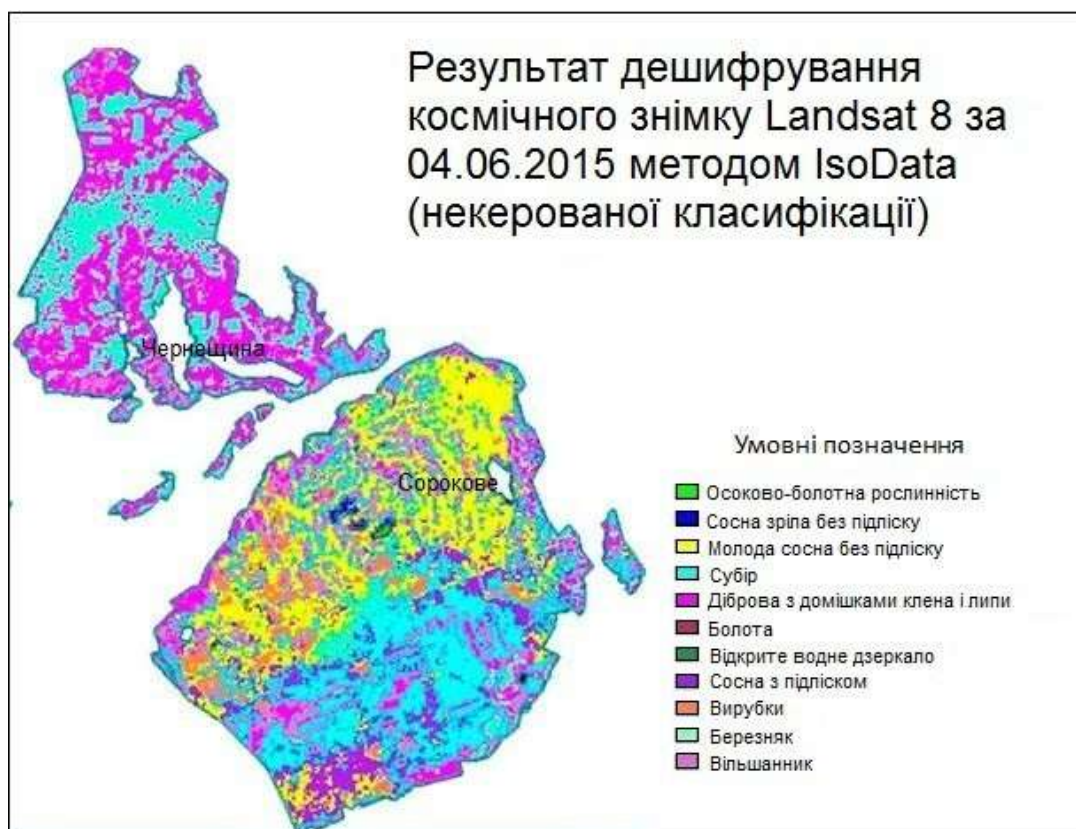 Результат дешифрування
космічного знімку Landsat 8 за
04.06.2015 методом IsoData
(некерованої класифікації)
Чернещина
Сорокове
Умовні позначення
Осоково-болотна рослинність
Сосна зріла без підліску
Молода сосна без підліску
Субір
Діброва з домішками клена і липи
Болота
Відкрите водне дзеркало
Сосна з підліском
Вирубки
Березняк
Вільшанник